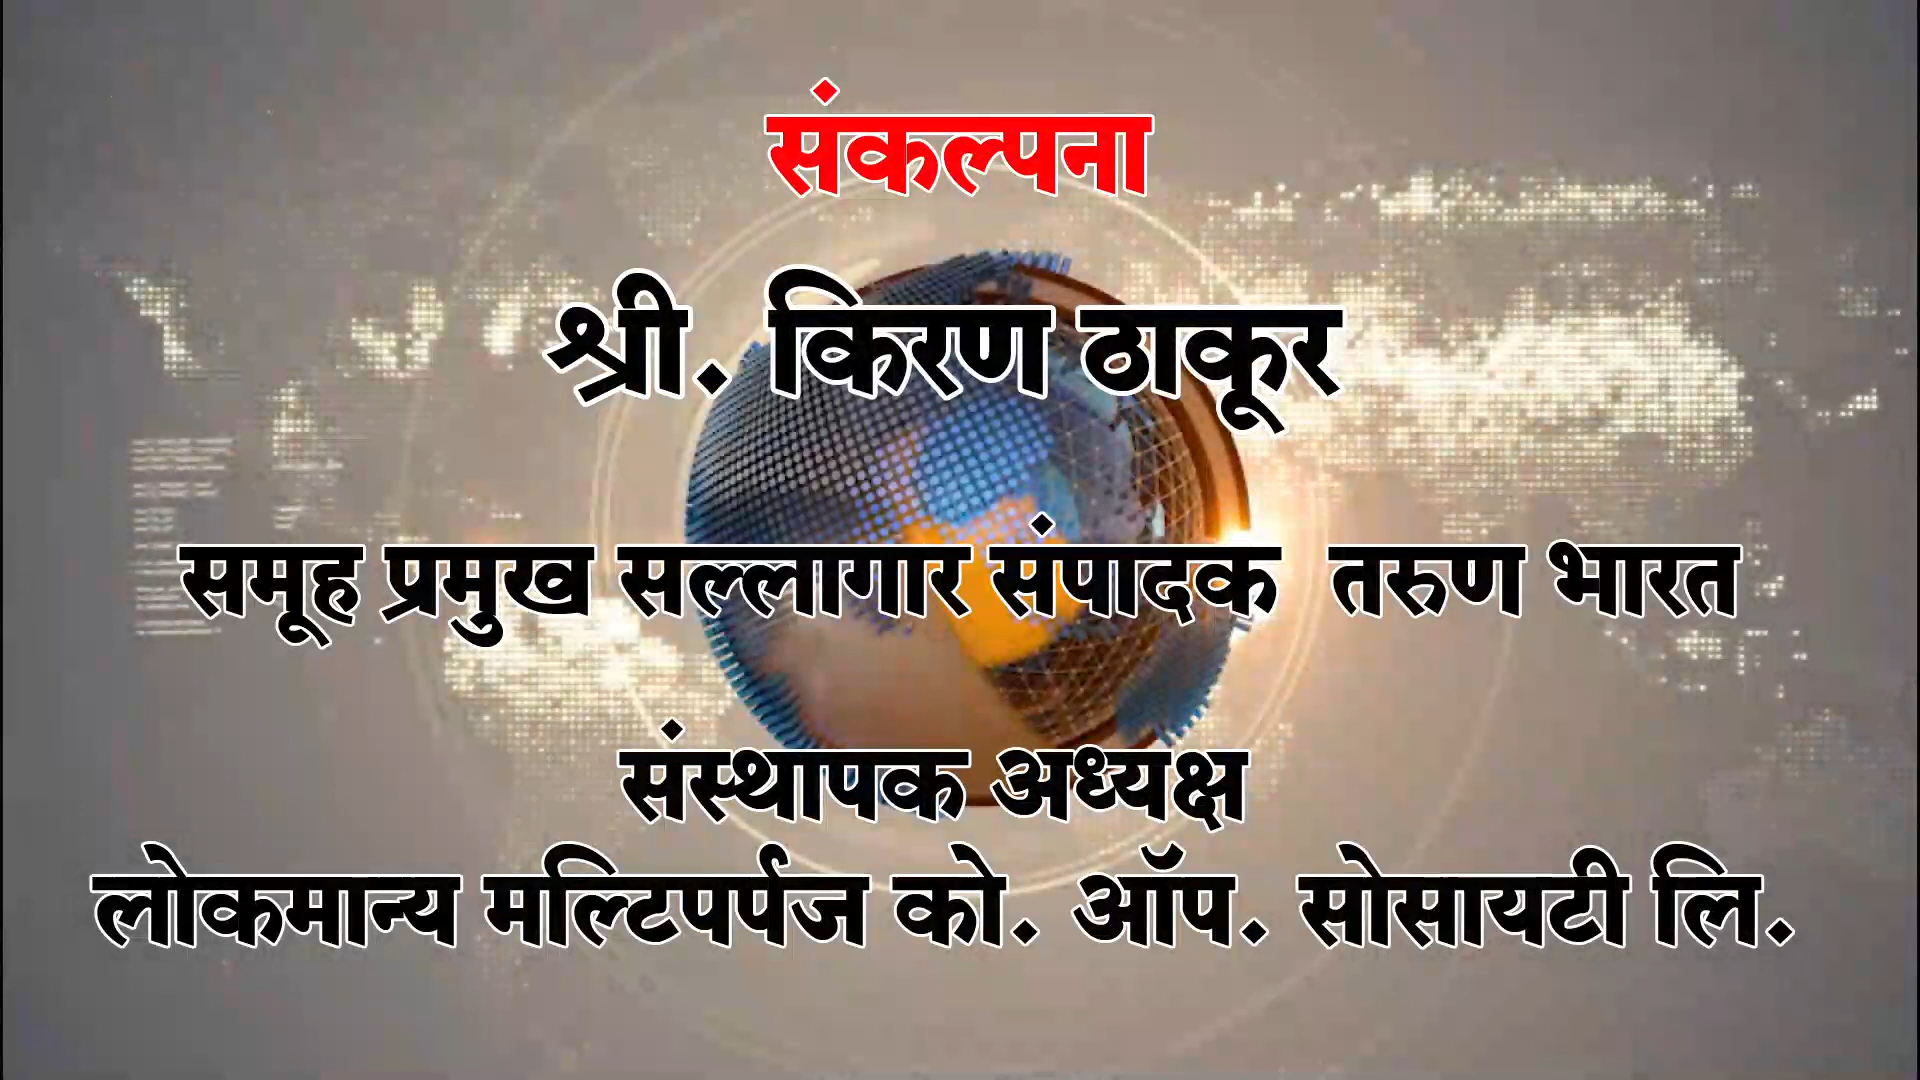 संकल्पना
श्री. किरण ठाकूर
समूह प्रमुख सल्लागार संपादक तरुण भारत
संस्थापक अध्यक्ष
लोकमान्य मल्टिपर्पज को. ऑप. सोसायटी लि.